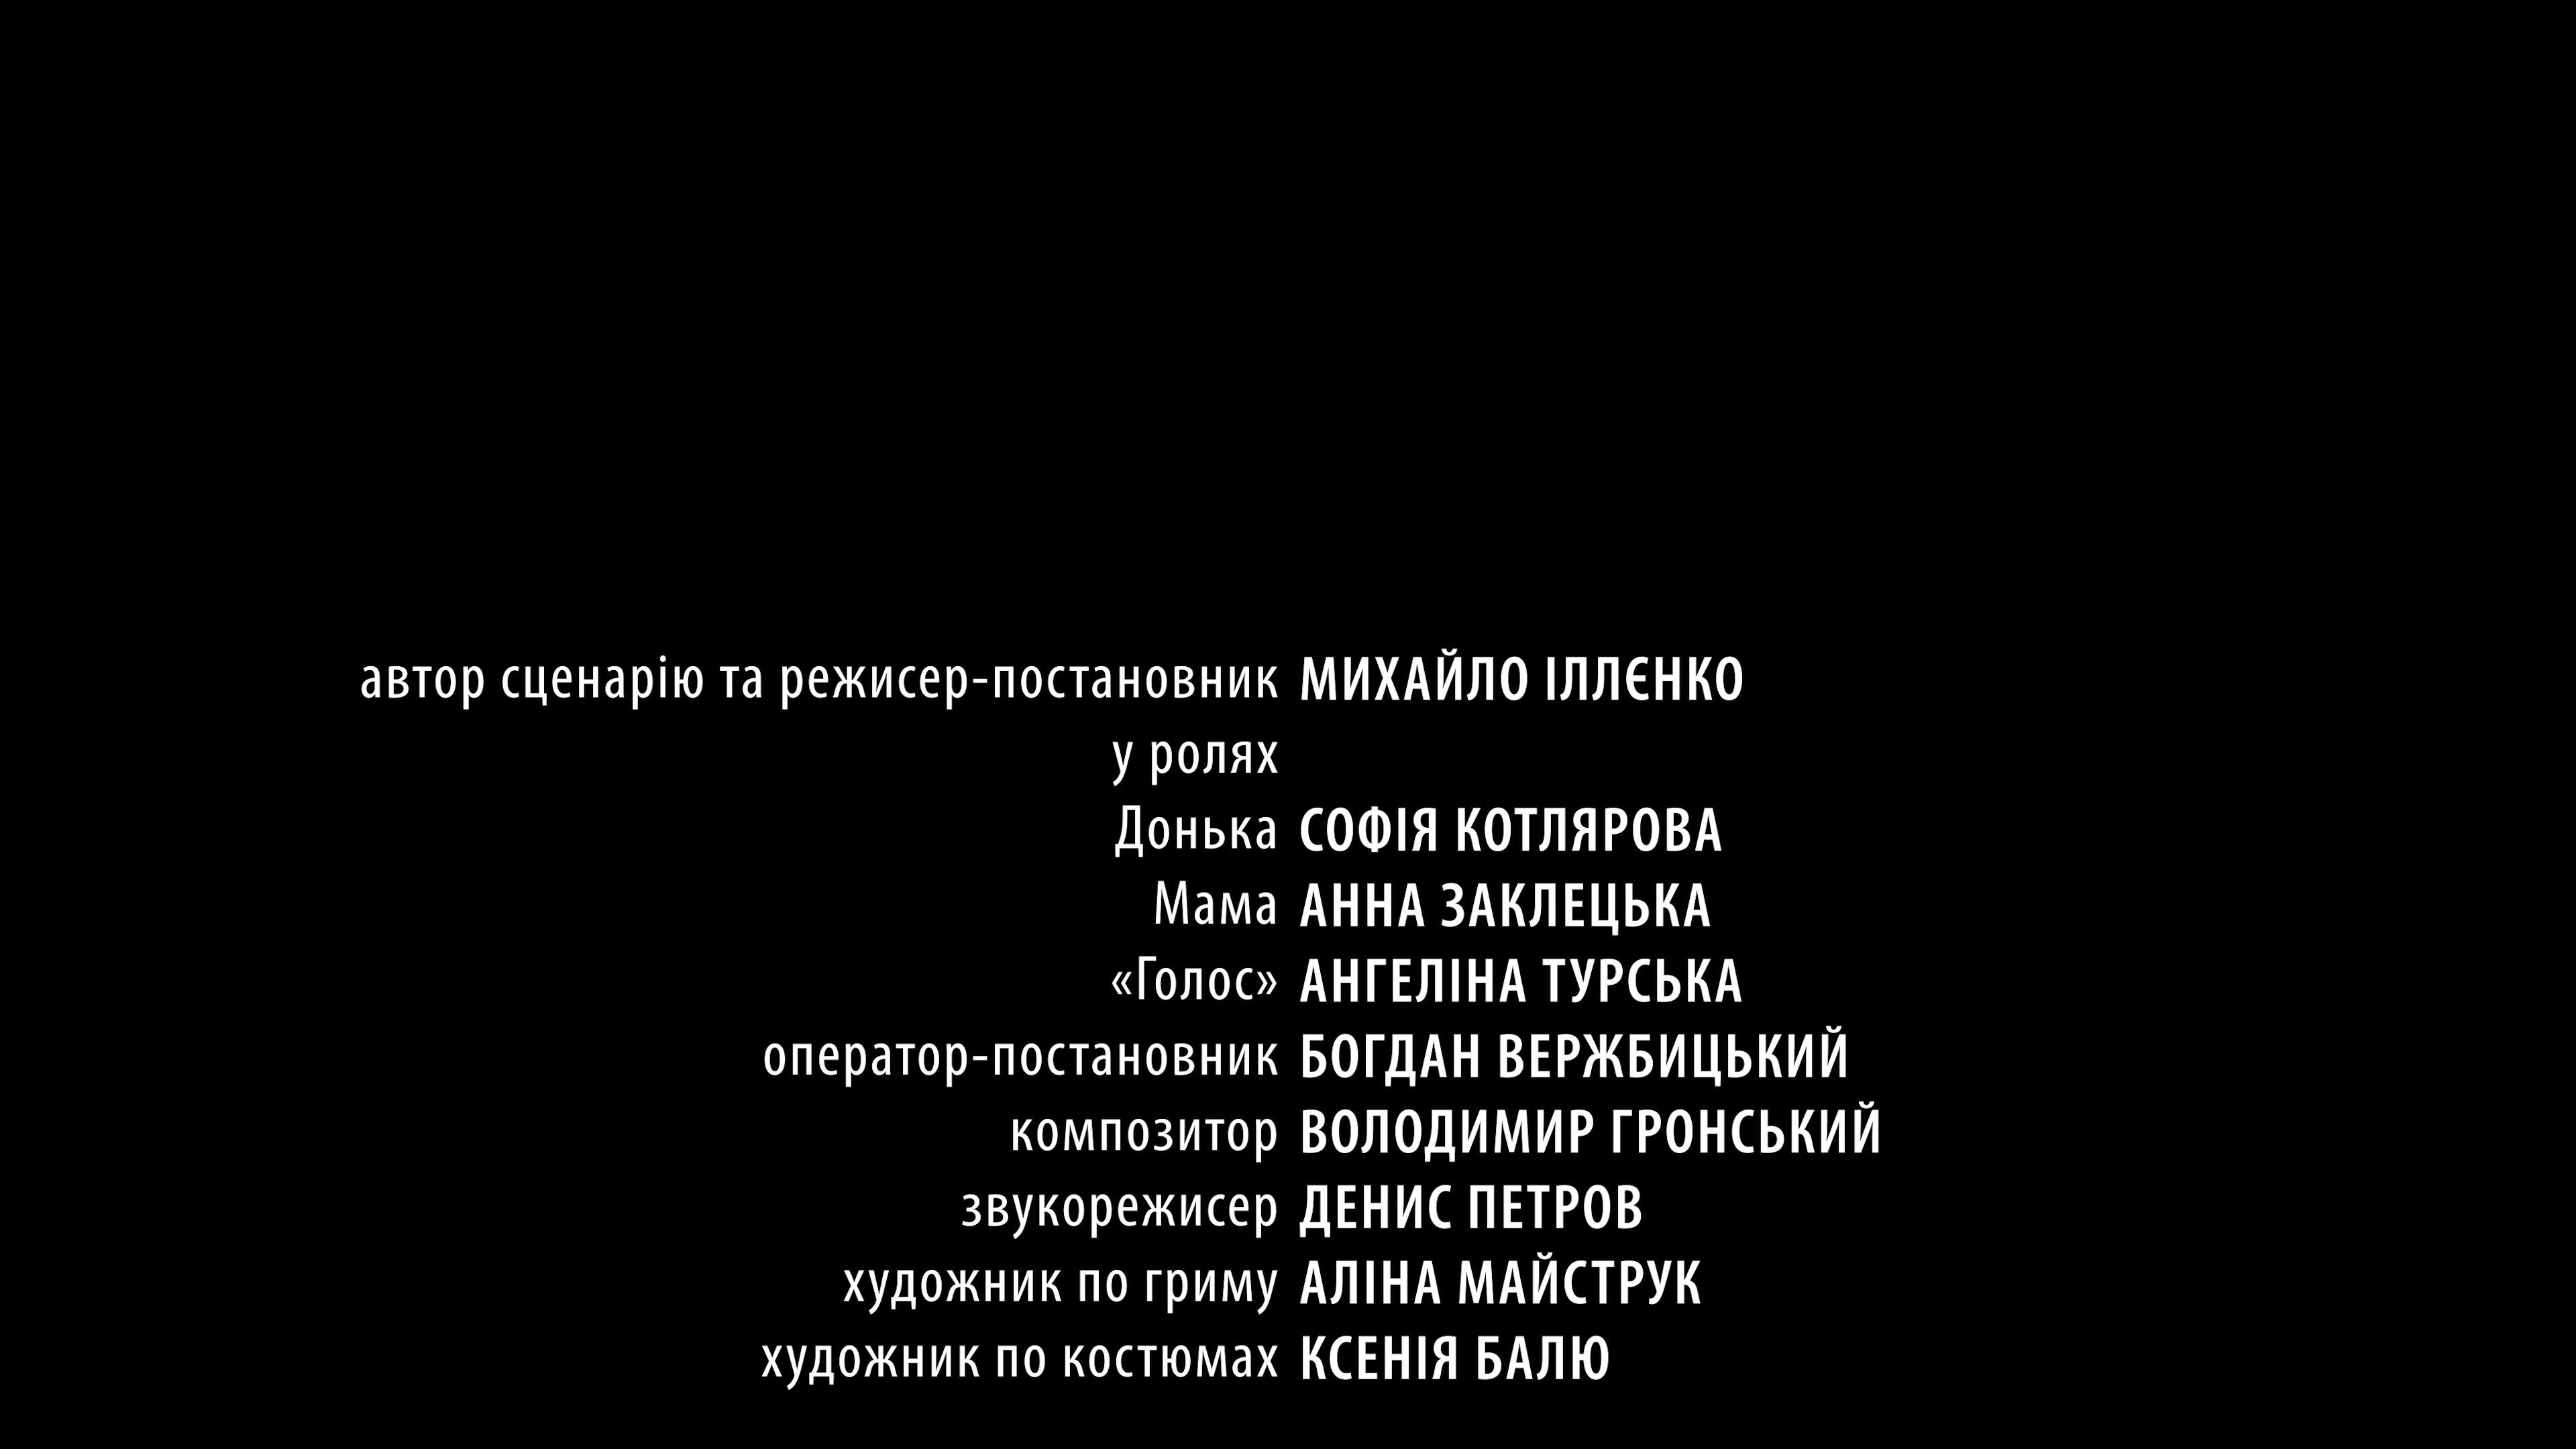 автор сценарію та режисер-постановник МИХАЙЛО ІЛЛЄНКО
у ролях
Донька СОФІЯ КОТЛЯРОВА
Мама АННА ЗАКЛЕЦЬКА
«Голос» АНГЕЛІНА ТУРСЬКА
оператор-постановник БОГДАН ВЕРЖБИЦЬКИЙ
композитор ВОЛОДИМИР ГРОНСЬКИЙ
звукорежисер ДЕНИС ПЕТРОВ
художник по гриму АЛІНА МАЙСТРУК
художник по костюмах КСЕНІЯ БАЛЮ